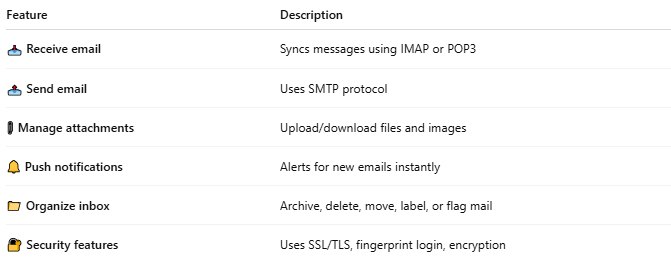 Feature Description
📥 Receive email Syncs messages using IMAP or POP3
📤 Send email Uses SMTP protocol
📎 Manage attachments Upload/download files and images
🔔 Push notifications Alerts for new emails instantly
📁 Organize inbox Archive, delete, move, label, or flag mail
🔐 Security features Uses SSL/TLS, fingerprint login, encryption